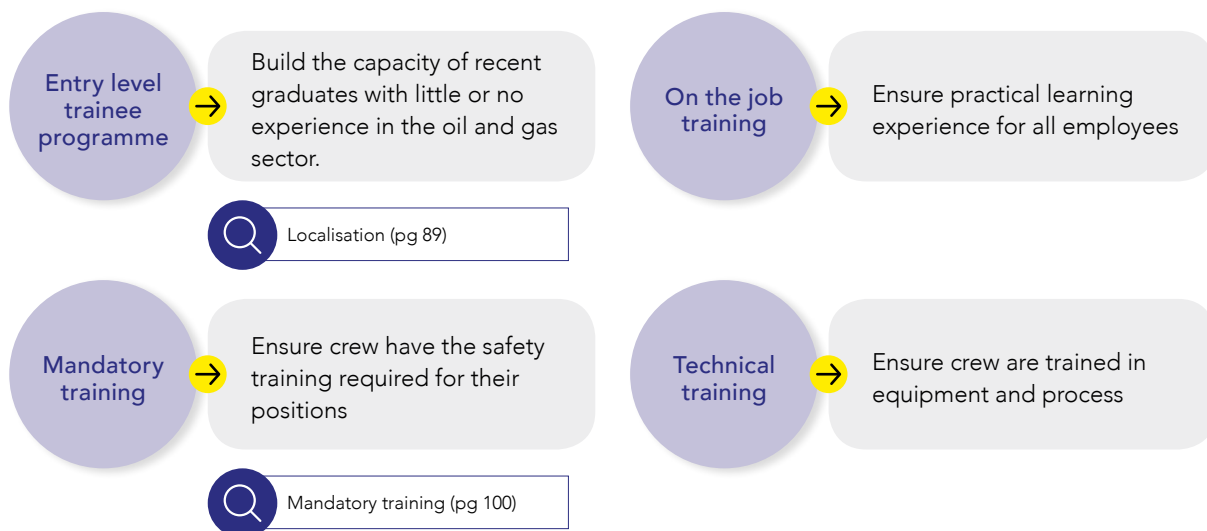 Entry level
trainee
programme
Build the capacity of recent
graduates with little or no
experience in the oil and gas
sector.
Localisation (pg 89)
On the job
training
Ensure practical learning
experience for all employees
Mandatory
training
Ensure crew have the safety
training required for their
positions
Mandatory training (pg 100)
Technical
training
Ensure crew are trained in
equipment and process